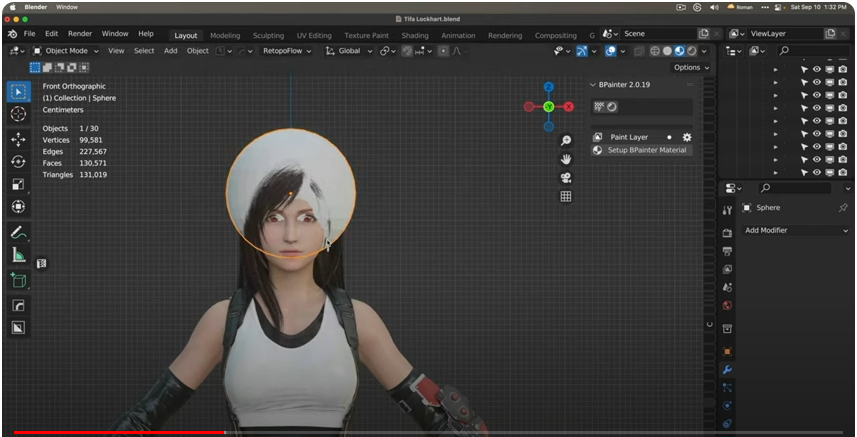 Blender Window
Roman
Sat Sep 10 1:32 PM
Tifa Lockhart.blend
File Edit Render Window Help Layout Modeling Sculpting UV Editing Texture Paint Shading Animation Rendering Compositing G Scene ViewLayer
Object Mode View Select Add Object RetopoFlow Global
Options
Front Orthographic
(1) Collection | Sphere
Centimeters
Objects 1 / 30
Vertices 99,581
Edges 227,567
Faces 130,571
Triangles 131,019
Z
X
Y
BPainter 2.0.19
Paint Layer
Setup BPainter Material
Sphere
Add Modifier